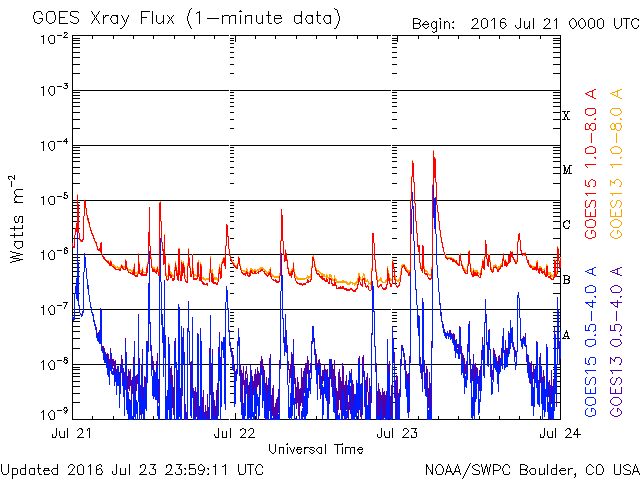 GOES Xray Flux (1-minute data)
Begin: 2016 Jul 21 0000 UTC
Watts m⁻²
10⁻²
10⁻³
10⁻⁴
10⁻⁵
10⁻⁶
10⁻⁷
10⁻⁸
10⁻⁹
X
M
C
B
A
GOES15 1.0-8.0 A
GOES13 1.0-8.0 A
GOES15 0.5-4.0 A
GOES13 0.5-4.0 A
Jul 21
Jul 22
Jul 23
Jul 24
Universal Time
Updated 2016 Jul 23 23:59:11 UTC
NOAA/SWPC Boulder, CO USA